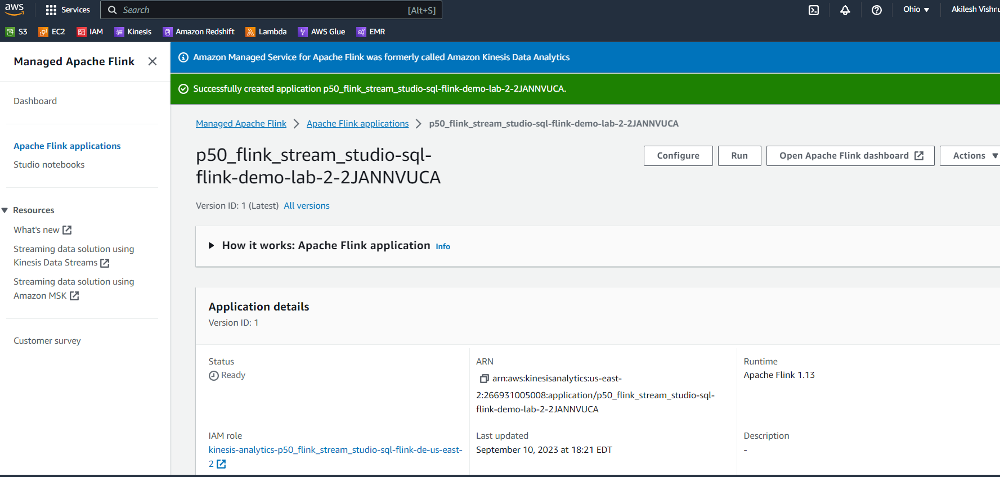 aws
Services
Search
[Alt+S]
Ohio
Akilesh Vishnu
S3
EC2
IAM
Kinesis
Amazon Redshift
Lambda
AWS Glue
EMR
Managed Apache Flink
Dashboard
Apache Flink applications
Studio notebooks
Resources
What's new
Streaming data solution using
Kinesis Data Streams
Streaming data solution using
Amazon MSK
Customer survey
Amazon Managed Service for Apache Flink was formerly called Amazon Kinesis Data Analytics
Successfully created application p50_flink_stream_studio-sql-flink-demo-lab-2-2JANNVUCA.
Managed Apache Flink
Apache Flink applications
p50_flink_stream_studio-sql-flink-demo-lab-2-2JANNVUCA
p50_flink_stream_studio-sql-
flink-demo-lab-2-2JANNVUCA
Configure
Run
Open Apache Flink dashboard
Actions
Version ID: 1 (Latest) All versions
How it works: Apache Flink application Info
Application details
Version ID: 1
Status
Ready
ARN
arn:aws:kinesisanalytics:us-east-
2:266931005008:application/p50_flink_stream_studio-sql-
flink-demo-lab-2-2JANNVUCA
Runtime
Apache Flink 1.13
IAM role
kinesis-analytics-p50_flink_stream_studio-sql-flink-de-us-east-
2
Last updated
September 10, 2023 at 18:21 EDT
Description
-